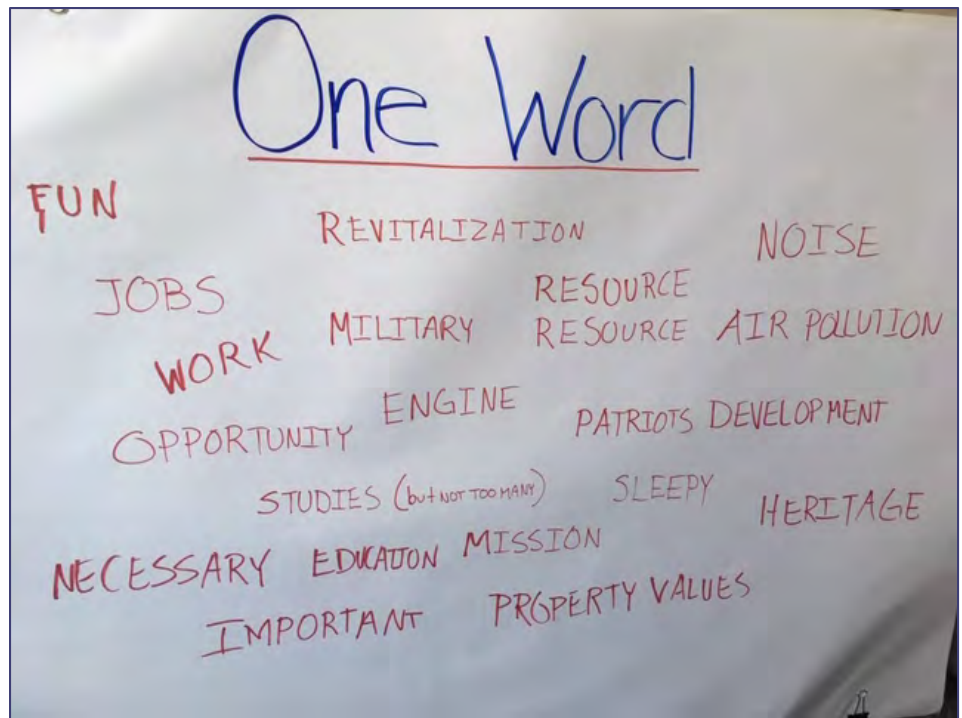 One Word
FUN
REVITALIZATION
NOISE
JOBS
RESOURCE
WORK
MILITARY
RESOURCE
AIR POLLUTION
OPPORTUNITY
ENGINE
PATRIOTS
DEVELOPMENT
STUDIES (but NOT TOO MANY)
SLEEPY
HERITAGE
NECESSARY
EDUCATION
MISSION
IMPORTANT
PROPERTY VALUES